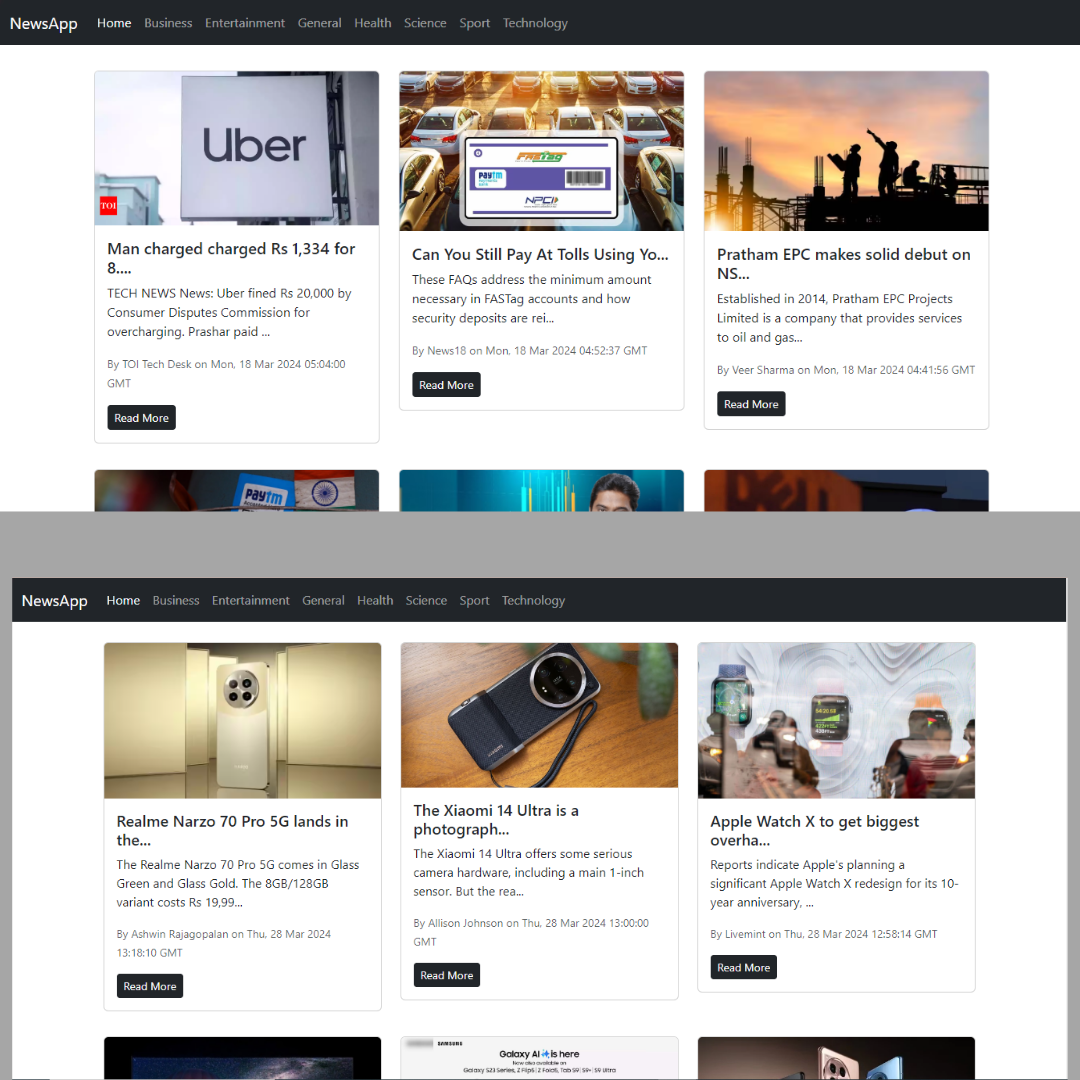 NewsApp Home Business Entertainment General Health Science Sport Technology
Uber
TOI
Man charged charged Rs 1,334 for
8....
TECH NEWS News: Uber fined Rs 20,000 by
Consumer Disputes Commission for
overcharging. Prashar paid ...
By TOI Tech Desk on Mon, 18 Mar 2024 05:04:00
GMT
Read More
FASTag
paytm
NPCI
Can You Still Pay At Tolls Using Yo...
These FAQs address the minimum amount
necessary in FASTag accounts and how
security deposits are rei...
By News18 on Mon, 18 Mar 2024 04:52:37 GMT
Read More
Pratham EPC makes solid debut on
NS...
Established in 2014, Pratham EPC Projects
Limited is a company that provides services
to oil and gas...
By Veer Sharma on Mon, 18 Mar 2024 04:41:56 GMT
Read More
paytm
NewsApp Home Business Entertainment General Health Science Sport Technology
Realme Narzo 70 Pro 5G lands in
the...
The Realme Narzo 70 Pro 5G comes in Glass
Green and Glass Gold. The 8GB/128GB
variant costs Rs 19,99...
By Ashwin Rajagopalan on Thu, 28 Mar 2024
13:18:10 GMT
Read More
The Xiaomi 14 Ultra is a
photograph...
The Xiaomi 14 Ultra offers some serious
camera hardware, including a main 1-inch
sensor. But the rea...
By Allison Johnson on Thu, 28 Mar 2024 13:00:00
GMT
Read More
Apple Watch X to get biggest
overha...
Reports indicate Apple's planning a
significant Apple Watch X redesign for its 10-
year anniversary, ...
By Livemint on Thu, 28 Mar 2024 12:58:14 GMT
Read More
SAMSUNG
Galaxy AI is here
Now also available on
Galaxy S23 Series, Z Flip5 | Z Fold5, Tab S9 | S9+ | S9 Ultra